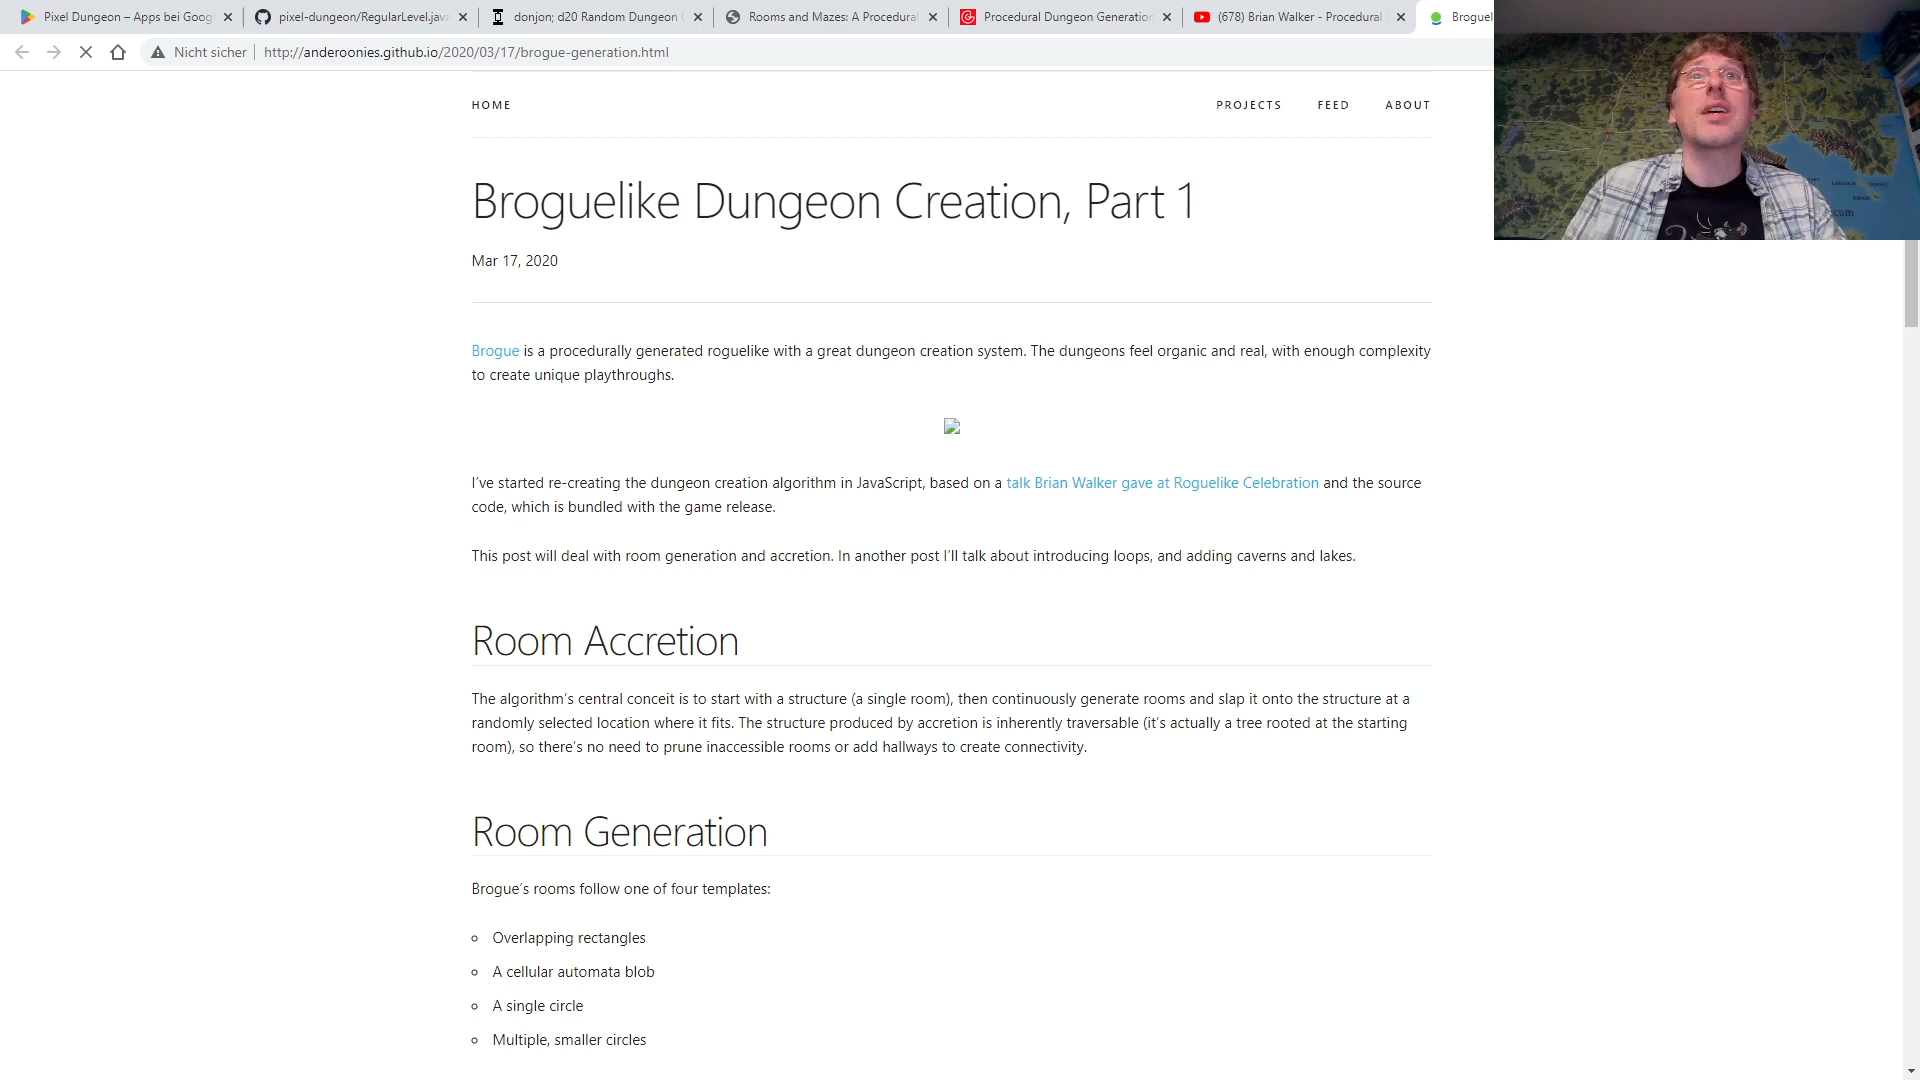 Pixel Dungeon – Apps bei Goog
pixel-dungeon/RegularLevel.java
donjon; d20 Random Dungeon
Rooms and Mazes: A Procedural
Procedural Dungeon Generation
(678) Brian Walker - Procedural
Broguel
Nicht sicher
http://anderoonies.github.io/2020/03/17/brogue-generation.html
HOME
PROJECTS
FEED
ABOUT
Broguelike Dungeon Creation, Part 1
Mar 17, 2020
Brogue is a procedurally generated roguelike with a great dungeon creation system. The dungeons feel organic and real, with enough complexity
to create unique playthroughs.
I've started re-creating the dungeon creation algorithm in JavaScript, based on a talk Brian Walker gave at Roguelike Celebration and the source
code, which is bundled with the game release.
This post will deal with room generation and accretion. In another post I'll talk about introducing loops, and adding caverns and lakes.
Room Accretion
The algorithm's central conceit is to start with a structure (a single room), then continuously generate rooms and slap it onto the structure at a
randomly selected location where it fits. The structure produced by accretion is inherently traversable (it's actually a tree rooted at the starting
room), so there's no need to prune inaccessible rooms or add hallways to create connectivity.
Room Generation
Brogue's rooms follow one of four templates:
Overlapping rectangles
A cellular automata blob
A single circle
Multiple, smaller circles